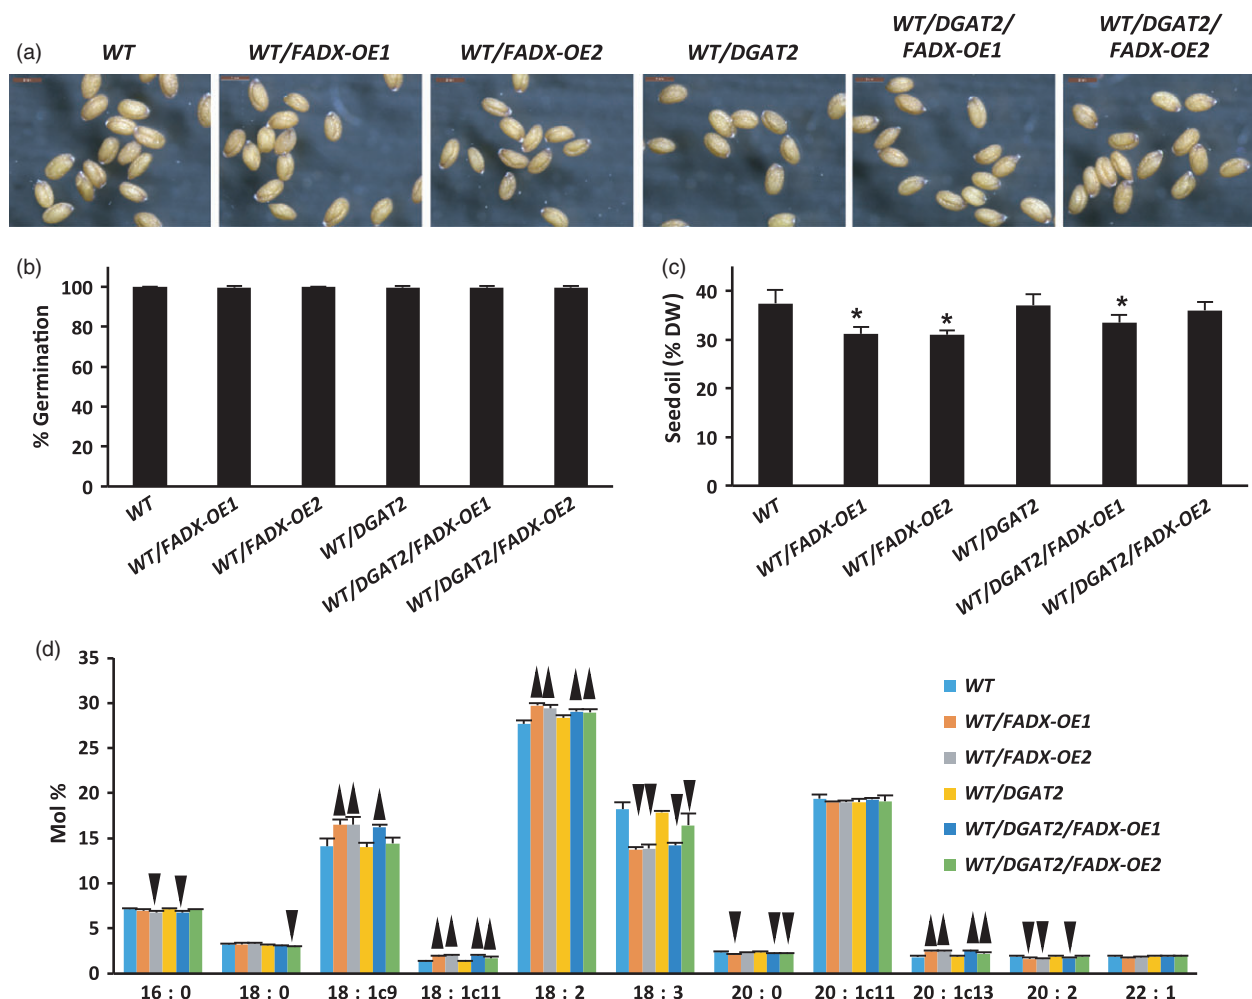 (a)
WT
WT/FADX-OE1
WT/FADX-OE2
WT/DGAT2
WT/DGAT2/
FADX-OE1
WT/DGAT2/
FADX-OE2
(b)
% Germination
100
80
60
40
20
0
WT
WT/FADX-OE1
WT/FADX-OE2
WT/DGAT2
WT/DGAT2/FADX-OE1
WT/DGAT2/FADX-OE2
(c)
Seed oil (% DW)
40
30
20
10
0
*
*
*
WT
WT/FADX-OE1
WT/FADX-OE2
WT/DGAT2
WT/DGAT2/FADX-OE1
WT/DGAT2/FADX-OE2
(d)
Mol %
35
30
25
20
15
10
5
0
16 : 0
18 : 0
18 : 1c9
18 : 1c11
18 : 2
18 : 3
20 : 0
20 : 1c11
20 : 1c13
20 : 2
22 : 1
WT
WT/FADX-OE1
WT/FADX-OE2
WT/DGAT2
WT/DGAT2/FADX-OE1
WT/DGAT2/FADX-OE2